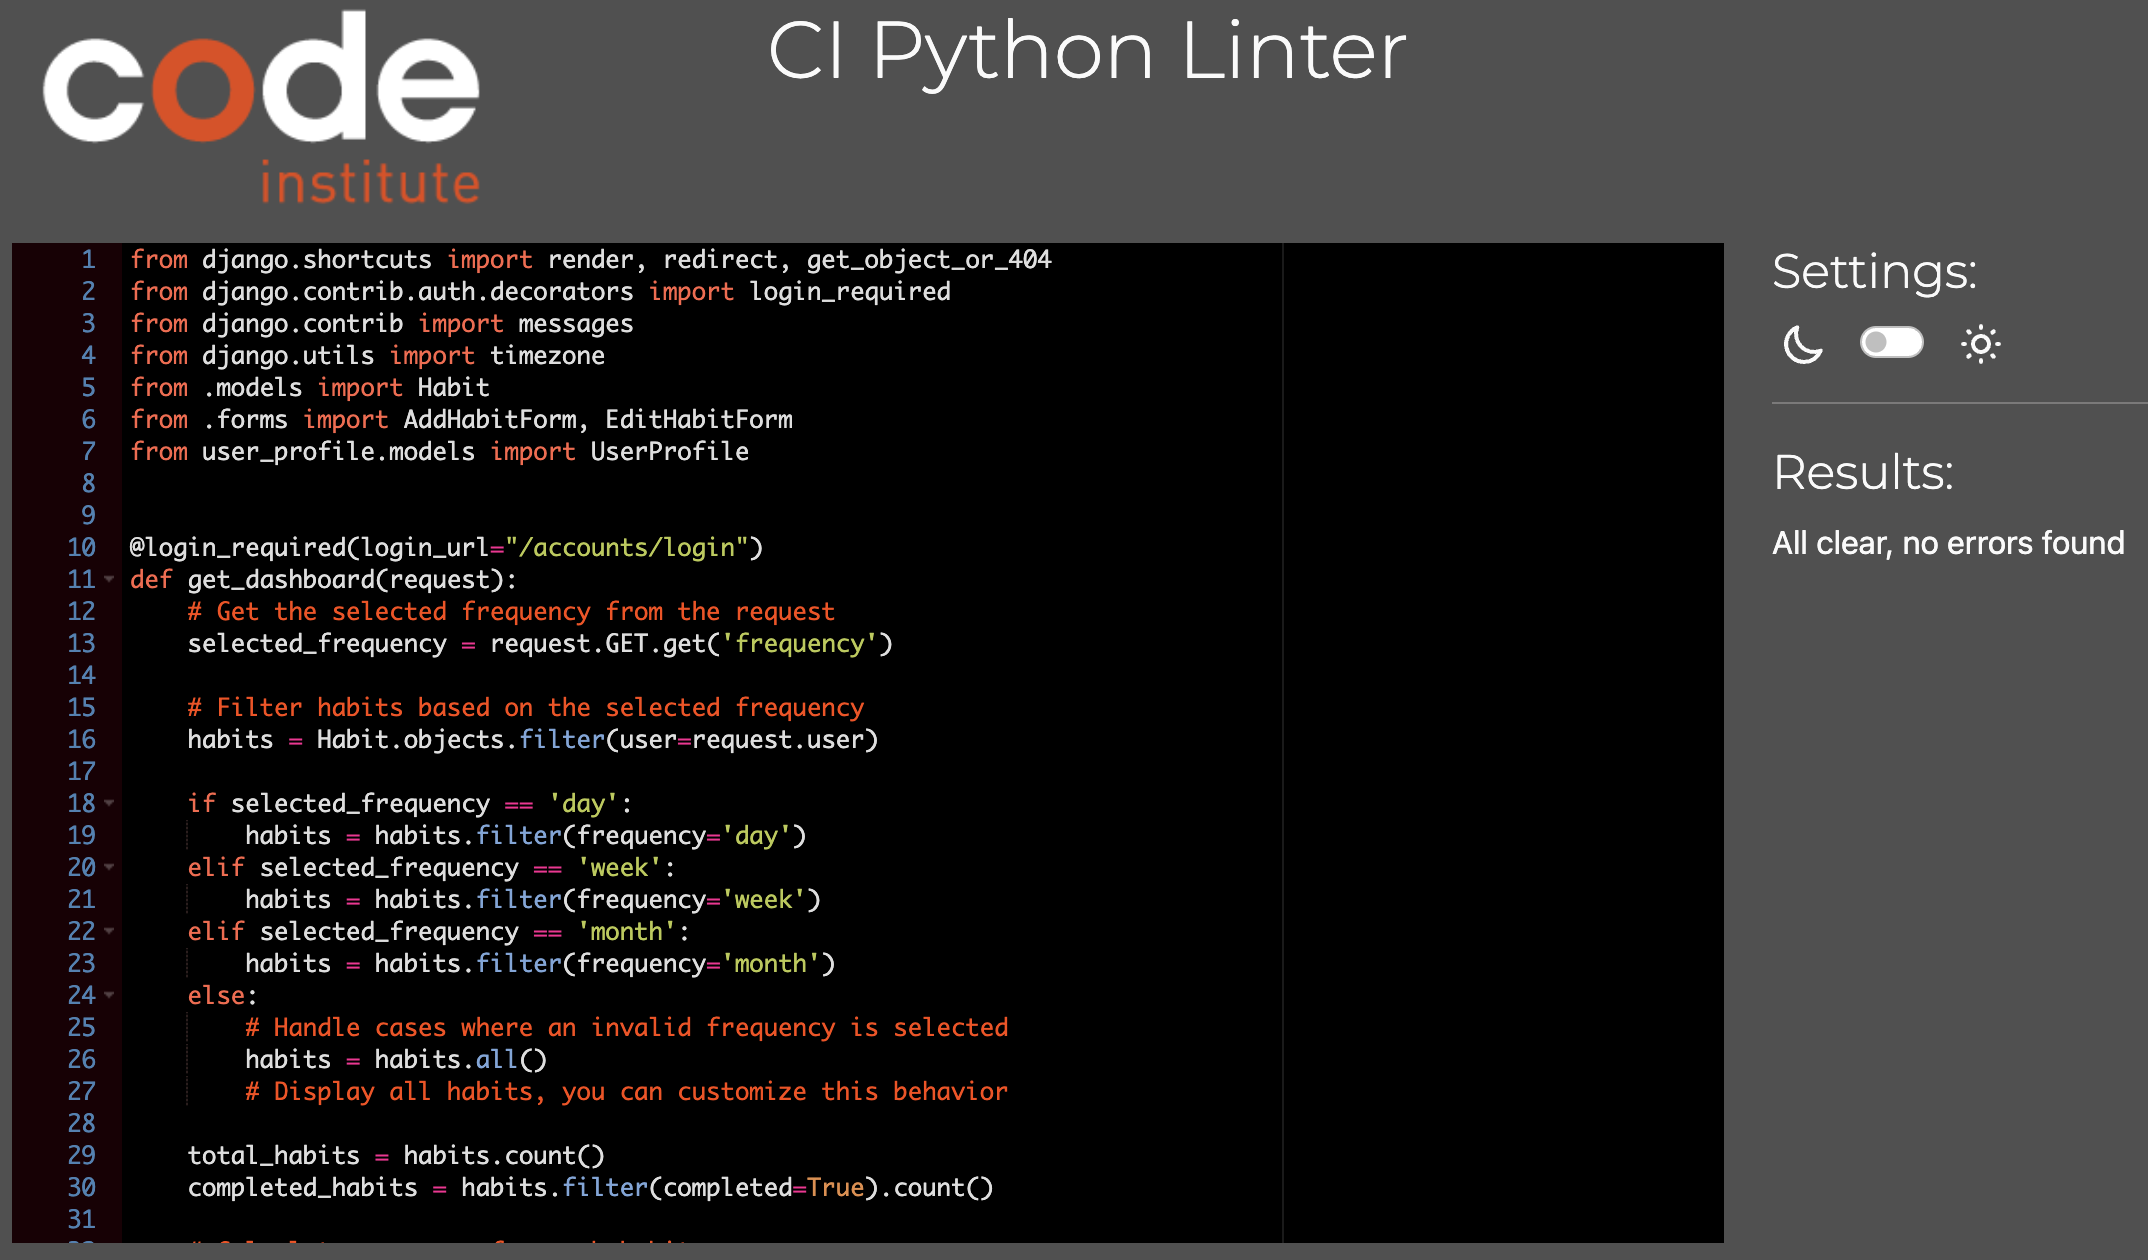 code
institute
CI Python Linter
1 from django.shortcuts import render, redirect, get_object_or_404
2 from django.contrib.auth.decorators import login_required
3 from django.contrib import messages
4 from django.utils import timezone
5 from .models import Habit
6 from .forms import AddHabitForm, EditHabitForm
7 from user_profile.models import UserProfile
8
9
10 @login_required(login_url="/accounts/login")
11 def get_dashboard(request):
12     # Get the selected frequency from the request
13     selected_frequency = request.GET.get('frequency')
14
15     # Filter habits based on the selected frequency
16     habits = Habit.objects.filter(user=request.user)
17
18     if selected_frequency == 'day':
19         habits = habits.filter(frequency='day')
20     elif selected_frequency == 'week':
21         habits = habits.filter(frequency='week')
22     elif selected_frequency == 'month':
23         habits = habits.filter(frequency='month')
24     else:
25         # Handle cases where an invalid frequency is selected
26         habits = habits.all()
27         # Display all habits, you can customize this behavior
28
29     total_habits = habits.count()
30     completed_habits = habits.filter(completed=True).count()
31
Settings:
Results:
All clear, no errors found